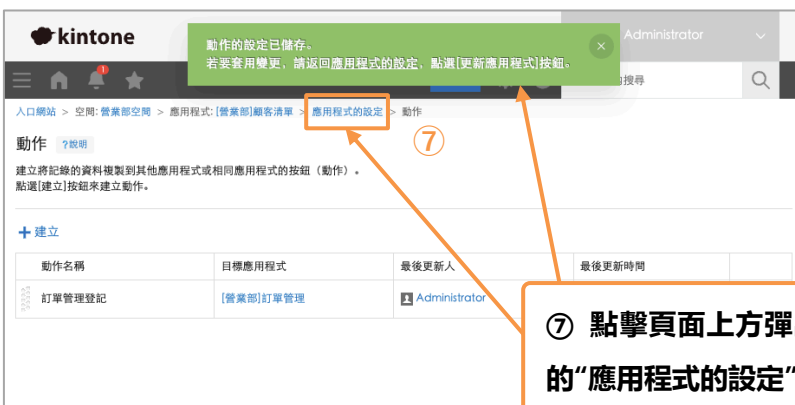 kintone
動作的設定已儲存。
若要套用變更，請返回應用程式的設定，點選[更新應用程式]按鈕。
Administrator
1
搜尋
入口網站 > 空間: 營業部空間 > 應用程式: [營業部]顧客清單 > 應用程式的設定 > 動作
⑦
動作 ?說明
建立將記錄的資料複製到其他應用程式或相同應用程式的按鈕（動作）。
點選[建立]按鈕來建立動作。
+ 建立
動作名稱 目標應用程式 最後更新人 最後更新時間
訂單管理登記 [營業部]訂單管理 Administrator
⑦ 點擊頁面上方彈
的“應用程式的設定”